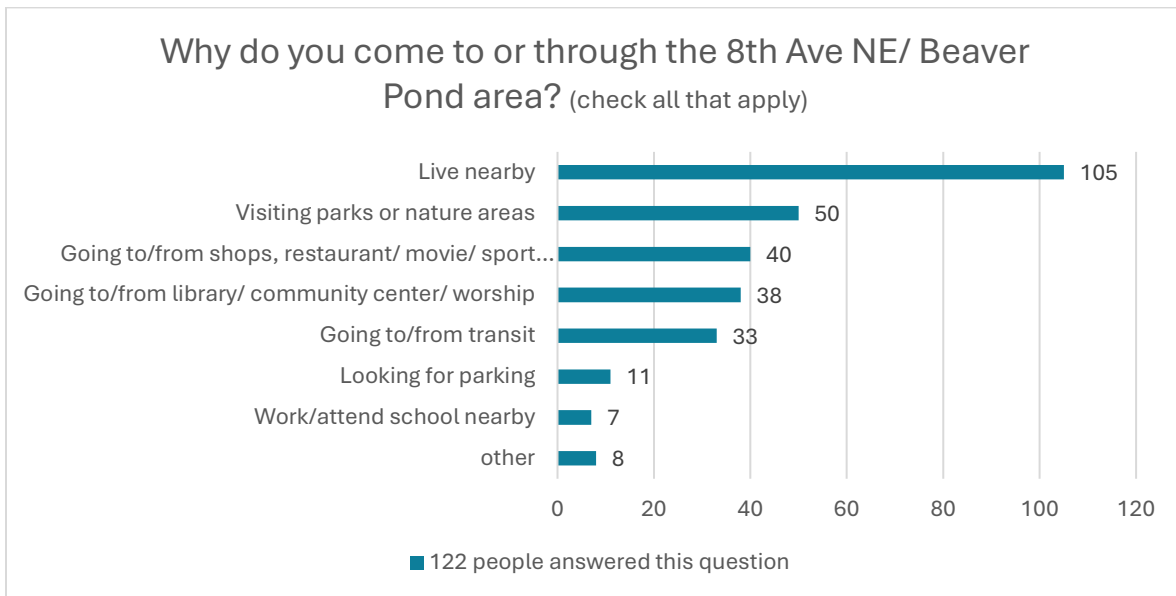 Why do you come to or through the 8th Ave NE/ Beaver
Pond area? (check all that apply)
Live nearby 105
Visiting parks or nature areas 50
Going to/from shops, restaurant/ movie/ sport... 40
Going to/from library/ community center/ worship 38
Going to/from transit 33
Looking for parking 11
Work/attend school nearby 7
other 8
0 20 40 60 80 100 120
122 people answered this question